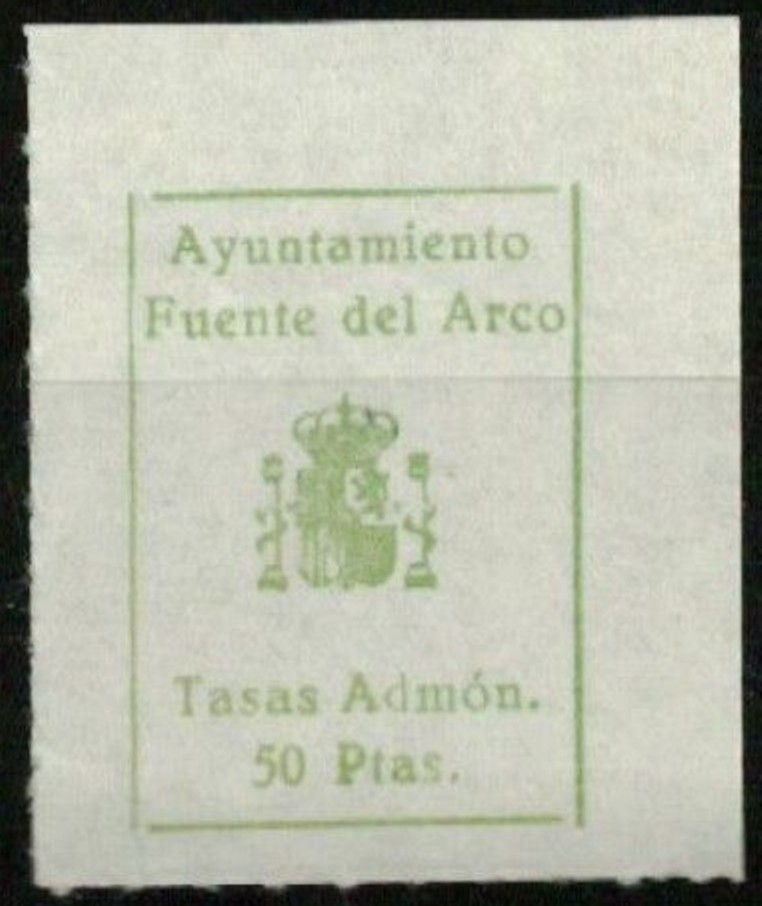 Ayuntamiento
Fuente del Arco
Tasas Admón.
50 Ptas.